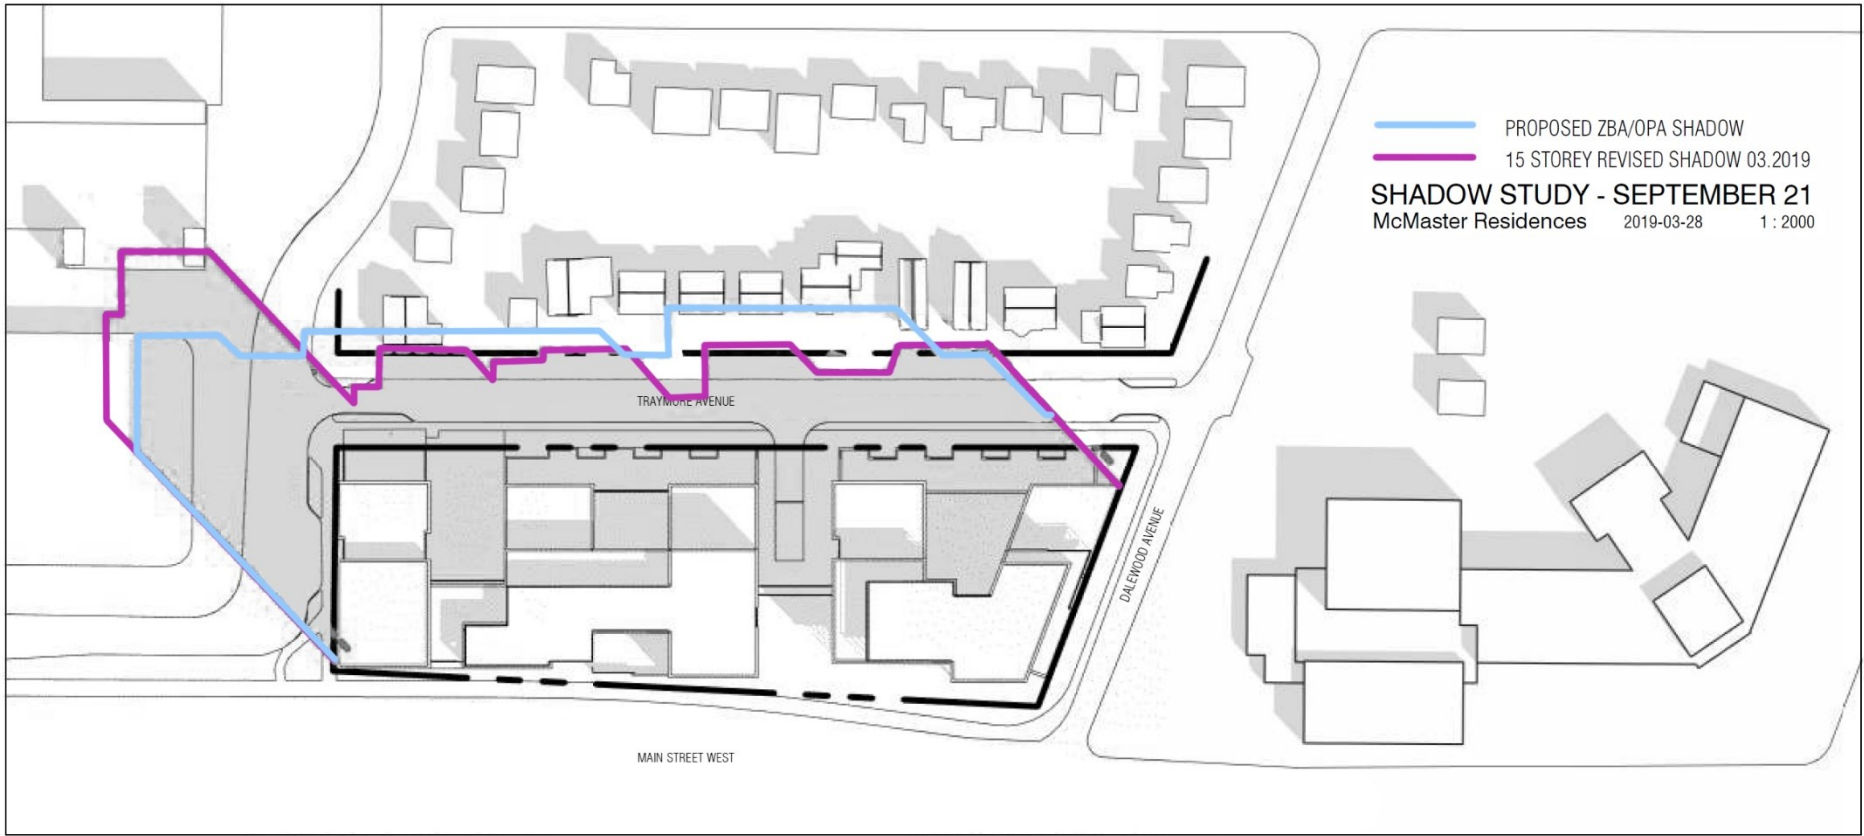 PROPOSED ZBA/OPA SHADOW
15 STOREY REVISED SHADOW 03.2019
SHADOW STUDY - SEPTEMBER 21
McMaster Residences 2019-03-28 1 : 2000
TRAYMORE AVENUE
DALEWOOD AVENUE
MAIN STREET WEST